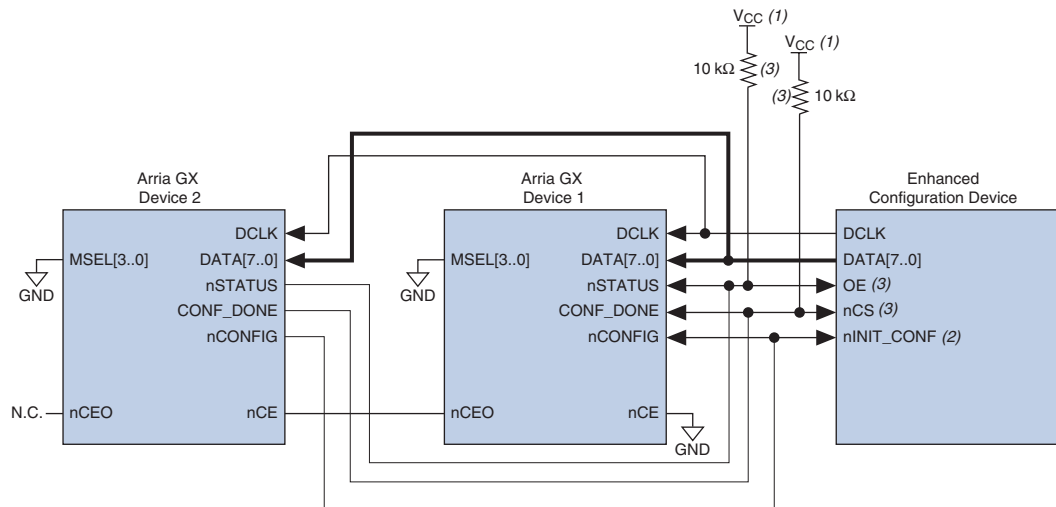 VCC (1)
VCC (1)
10 kΩ (3)
(3) 10 kΩ
Arria GX
Device 2
Arria GX
Device 1
Enhanced
Configuration Device
DCLK
MSEL[3..0] DATA[7..0]
GND
nSTATUS
CONF_DONE
nCONFIG
N.C. nCEO nCE
DCLK
MSEL[3..0] DATA[7..0]
GND
nSTATUS
CONF_DONE
nCONFIG
nCEO nCE
GND
DCLK
DATA[7..0]
OE (3)
nCS (3)
nINIT_CONF (2)